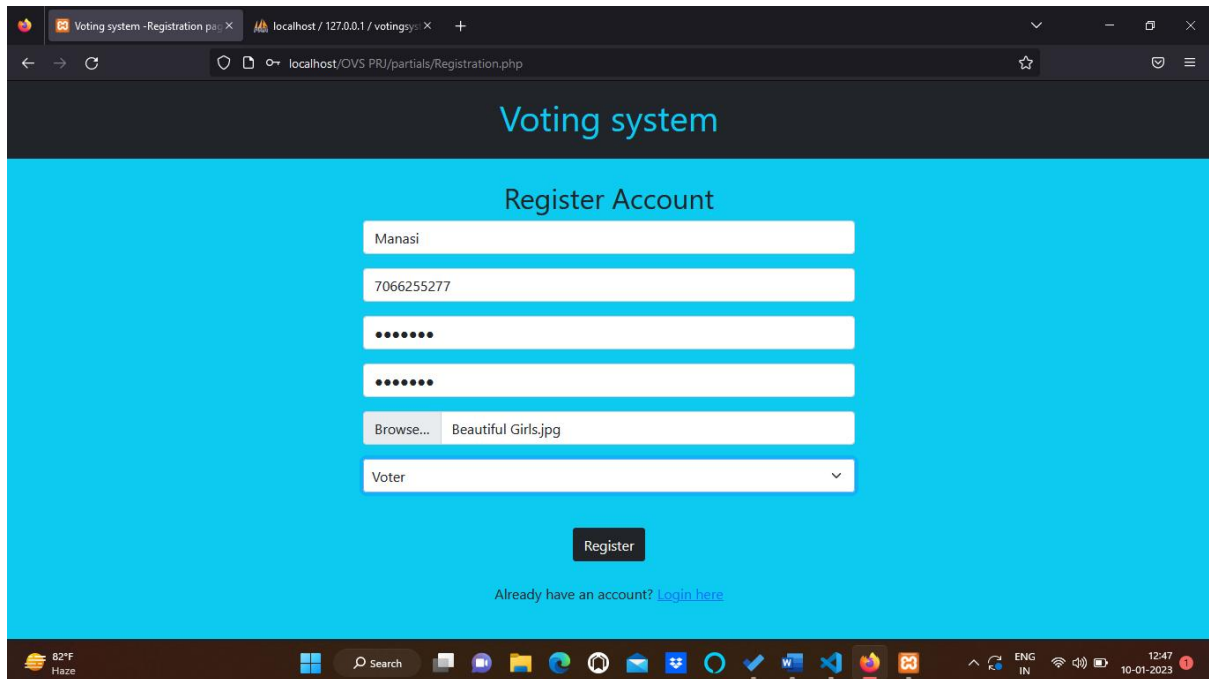 Voting system -Registration pag
localhost / 127.0.0.1 / votingsys
localhost/OVS PRJ/partials/Registration.php
Voting system
Register Account
Manasi
7066255277
●●●●●●●
●●●●●●●
Browse... Beautiful Girls.jpg
Voter
Register
Already have an account? Login here
82°F
Haze
Search
ENG
IN
12:47
10-01-2023
1